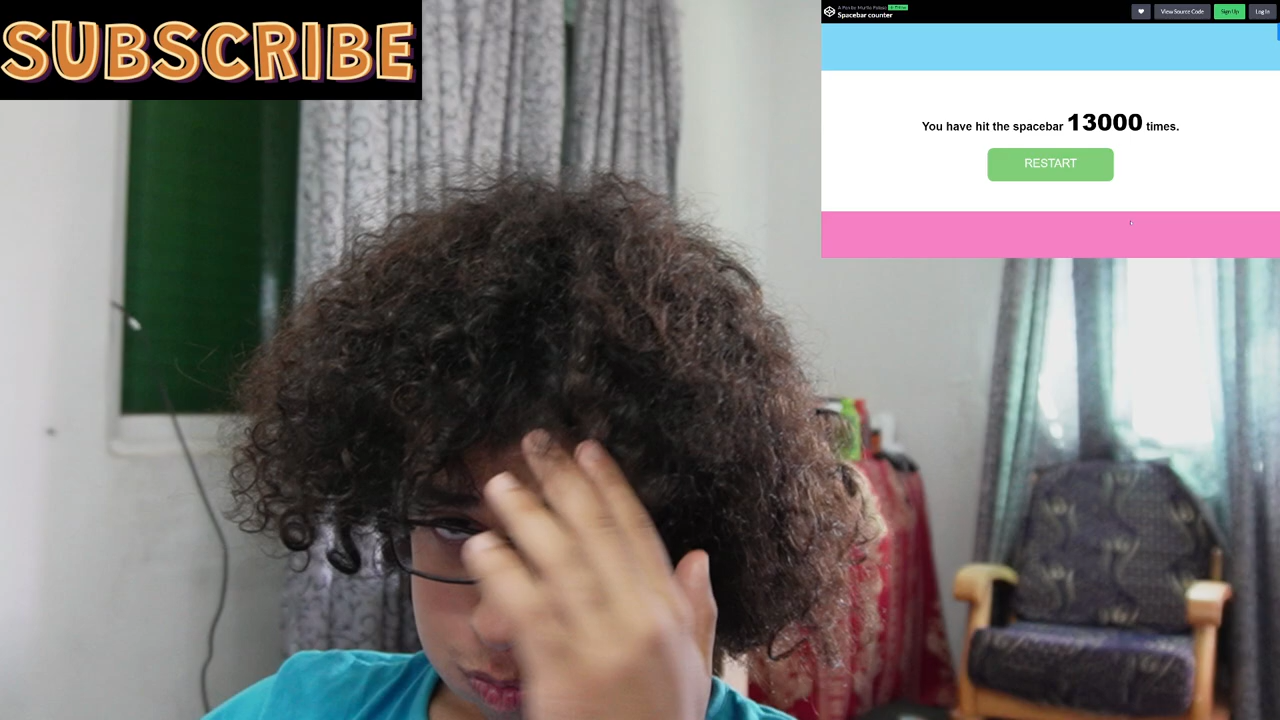 SUBSCRIBE
Spacebar counter
View Source Code
Sign Up
Log In
You have hit the spacebar 13000 times.
RESTART